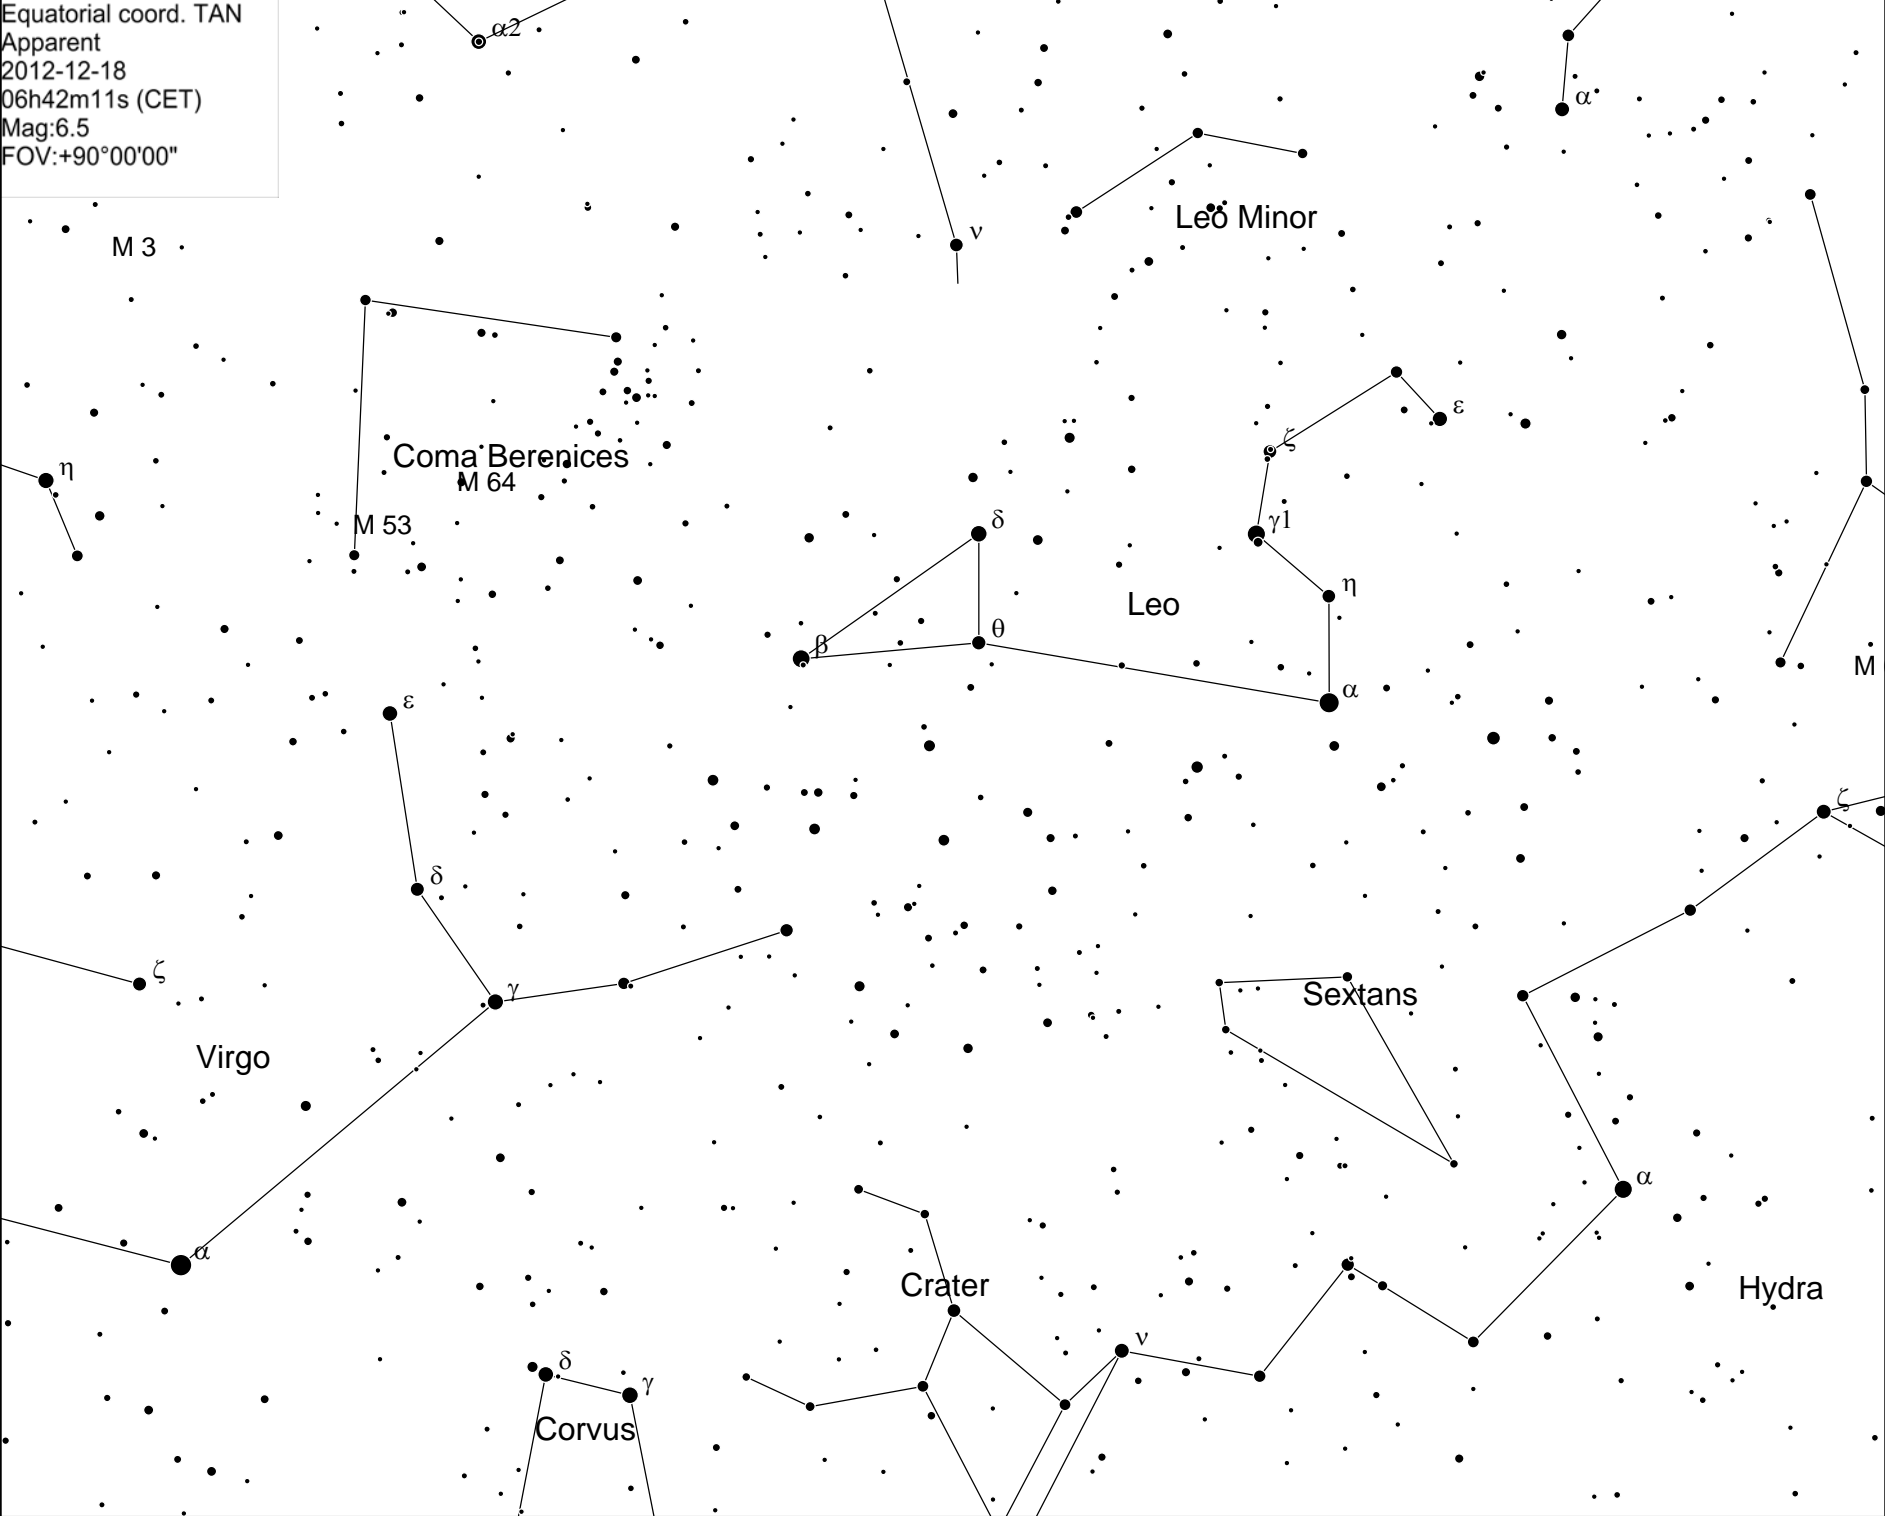 Equatorial coord. TAN
Apparent
2012-12-18
06h42m11s (CET)
Mag:6.5
FOV:+90°00'00"
α2
α
ν
Leo Minor
M 3
ε
ζ
Coma Berenices
η
M 64
M 53
δ
γ1
η
Leo
θ
β
M
α
ε
ζ
δ
ζ
γ
Sextans
Virgo
α
α
Crater
Hydra
ν
δ
γ
Corvus